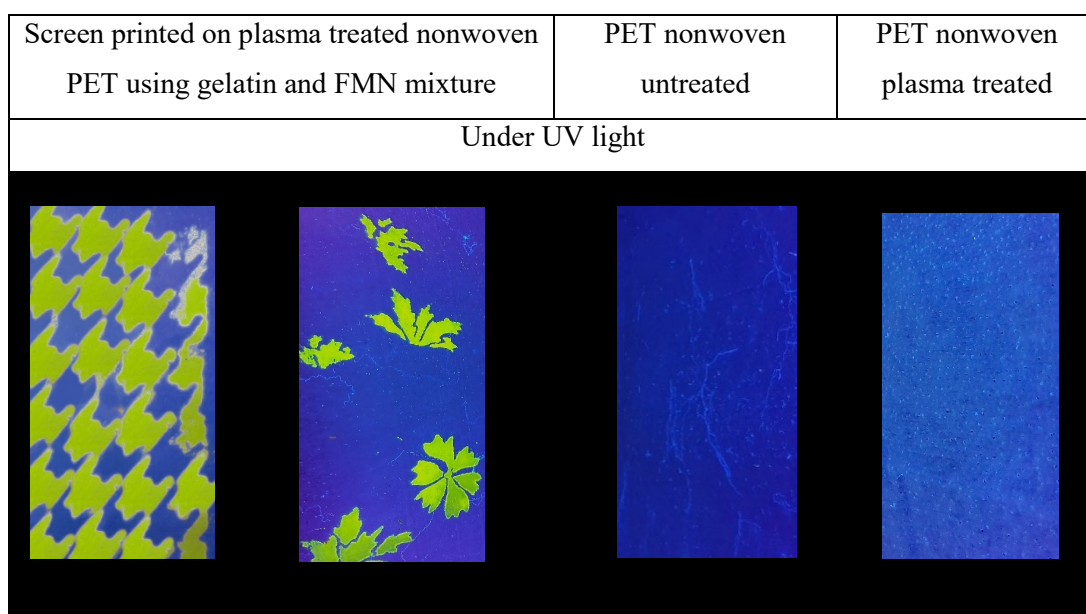 Screen printed on plasma treated nonwoven
PET using gelatin and FMN mixture
PET nonwoven
untreated
PET nonwoven
plasma treated
Under UV light